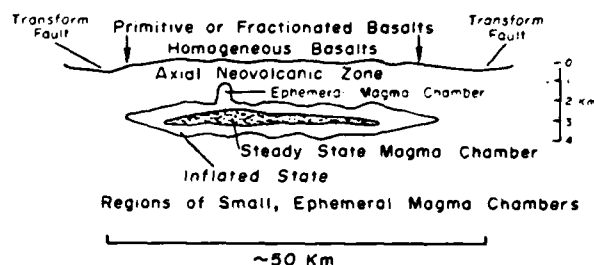 Transform Fault
Primitive or Fractionated Basalts
Transform Fault
Homogeneous Basalts
Axial Neovolcanic Zone
Ephemeral Magma Chamber
0
1
2
3
4
Km
Steady State Magma Chamber
Inflated State
Regions of Small, Ephemeral Magma Chambers
~50 Km